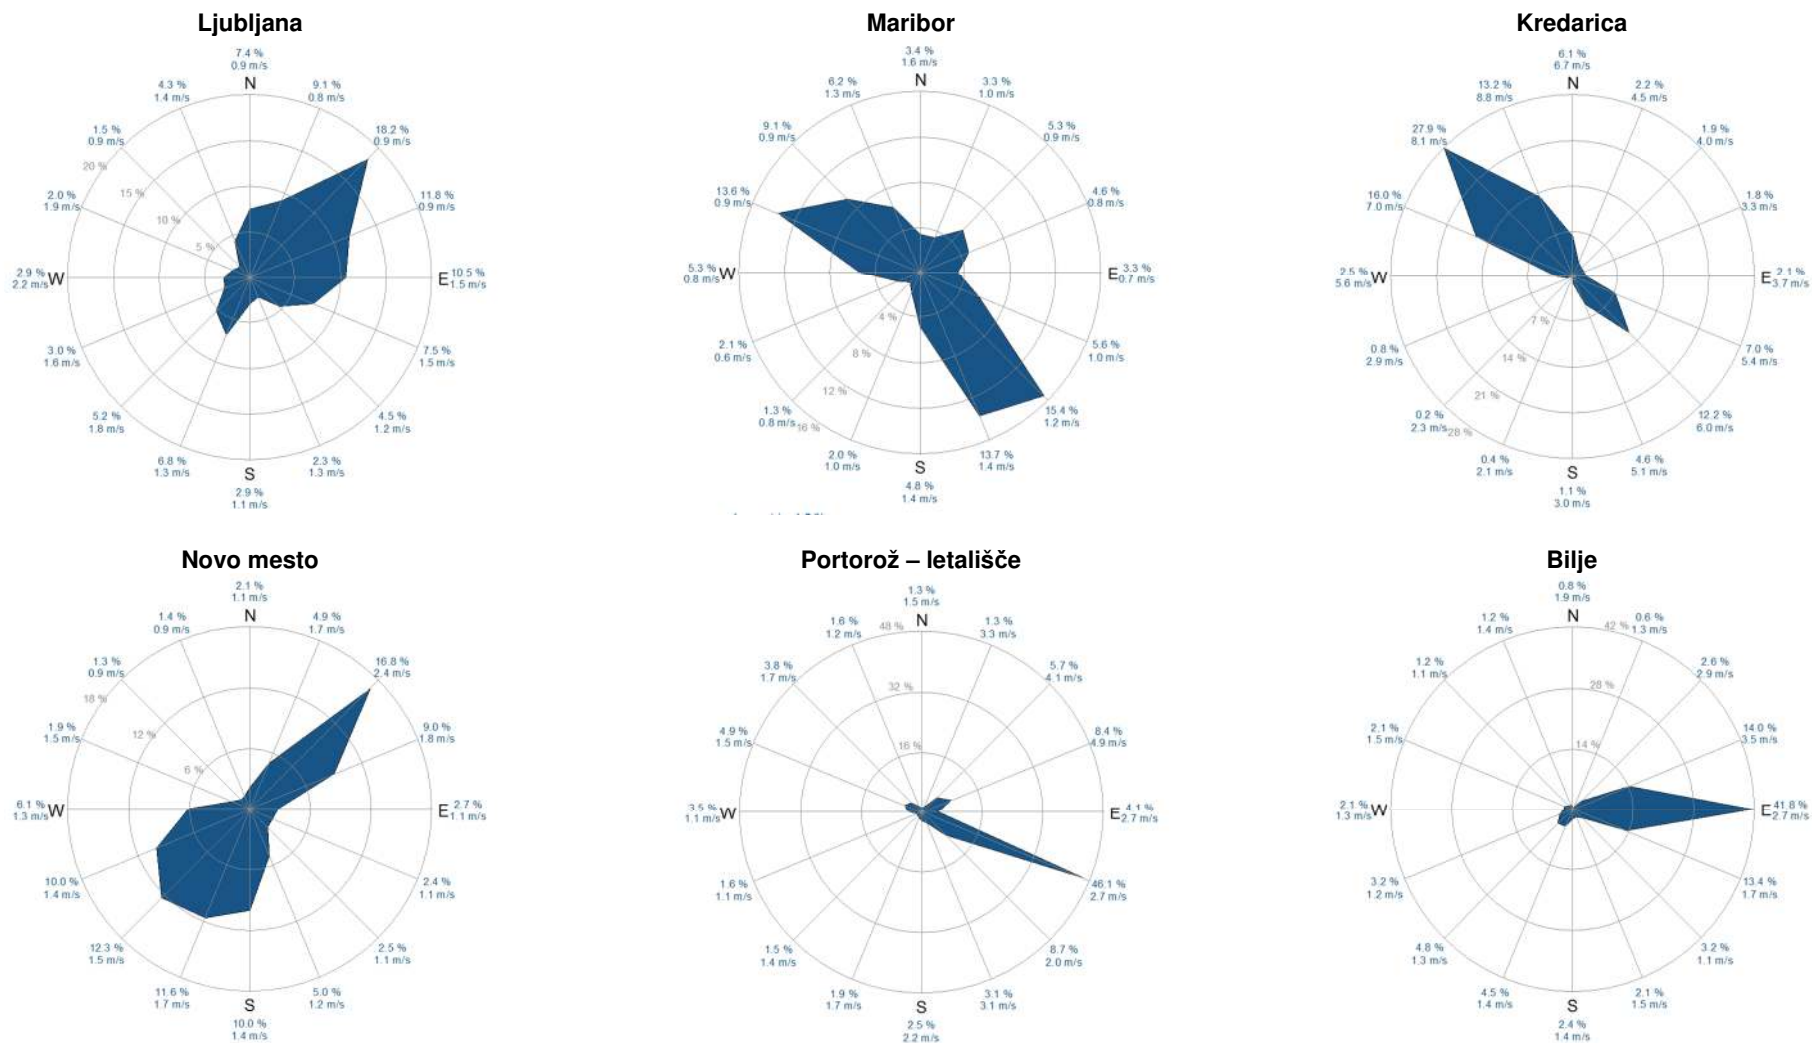 Ljubljana
7.4 %
0.9 m/s
N
9.1 %
0.8 m/s
18.2 %
0.9 m/s
11.8 %
0.9 m/s
E
10.5 %
1.5 m/s
7.5 %
1.5 m/s
4.5 %
1.2 m/s
2.3 %
1.3 m/s
S
2.9 %
1.1 m/s
6.8 %
1.3 m/s
5.2 %
1.8 m/s
3.0 %
1.6 m/s
2.9 %
2.2 m/s
W
2.0 %
1.9 m/s
1.5 %
0.9 m/s
4.3 %
1.4 m/s
20 %
15 %
10 %
5 %
Maribor
3.4 %
1.6 m/s
N
3.3 %
1.0 m/s
5.3 %
0.9 m/s
4.6 %
0.8 m/s
E
3.3 %
0.7 m/s
5.6 %
1.0 m/s
15.4 %
1.2 m/s
13.7 %
1.4 m/s
S
4.8 %
1.4 m/s
2.0 %
1.0 m/s
1.3 %
0.8 m/s
2.1 %
0.6 m/s
5.3 %
0.8 m/s
W
13.6 %
0.9 m/s
9.1 %
0.9 m/s
6.2 %
1.3 m/s
4 %
8 %
12 %
16 %
Kredarica
6.1 %
6.7 m/s
N
2.2 %
4.5 m/s
1.9 %
4.0 m/s
1.8 %
3.3 m/s
E
2.1 %
3.7 m/s
7.0 %
5.4 m/s
12.2 %
6.0 m/s
4.6 %
5.1 m/s
S
1.1 %
3.0 m/s
0.4 %
2.1 m/s
0.2 %
2.3 m/s
0.8 %
2.9 m/s
2.5 %
5.6 m/s
W
16.0 %
7.0 m/s
27.9 %
8.1 m/s
13.2 %
8.8 m/s
7 %
14 %
21 %
28 %
Novo mesto
2.1 %
1.1 m/s
N
4.9 %
1.7 m/s
16.8 %
2.4 m/s
9.0 %
1.8 m/s
E
2.7 %
1.1 m/s
2.4 %
1.1 m/s
2.5 %
1.1 m/s
5.0 %
1.2 m/s
S
10.0 %
1.4 m/s
11.6 %
1.7 m/s
12.3 %
1.5 m/s
10.0 %
1.4 m/s
6.1 %
1.3 m/s
W
1.9 %
1.5 m/s
1.3 %
0.9 m/s
1.4 %
0.9 m/s
18 %
12 %
6 %
Portorož – letališče
1.3 %
1.5 m/s
N
1.3 %
3.3 m/s
5.7 %
4.1 m/s
8.4 %
4.9 m/s
E
4.1 %
2.7 m/s
46.1 %
2.7 m/s
8.7 %
2.0 m/s
3.1 %
3.1 m/s
S
2.5 %
2.2 m/s
1.9 %
1.7 m/s
1.5 %
1.4 m/s
1.6 %
1.1 m/s
3.5 %
1.1 m/s
W
4.9 %
1.5 m/s
3.8 %
1.7 m/s
1.6 %
1.2 m/s
48 %
32 %
16 %
Bilje
0.8 %
1.9 m/s
N
0.6 %
1.3 m/s
2.6 %
2.9 m/s
14.0 %
3.5 m/s
E
41.8 %
2.7 m/s
13.4 %
1.7 m/s
3.2 %
1.1 m/s
2.1 %
1.5 m/s
S
2.4 %
1.4 m/s
4.5 %
1.4 m/s
4.8 %
1.3 m/s
3.2 %
1.2 m/s
2.1 %
1.3 m/s
W
2.1 %
1.5 m/s
1.2 %
1.1 m/s
1.2 %
1.4 m/s
42 %
28 %
14 %